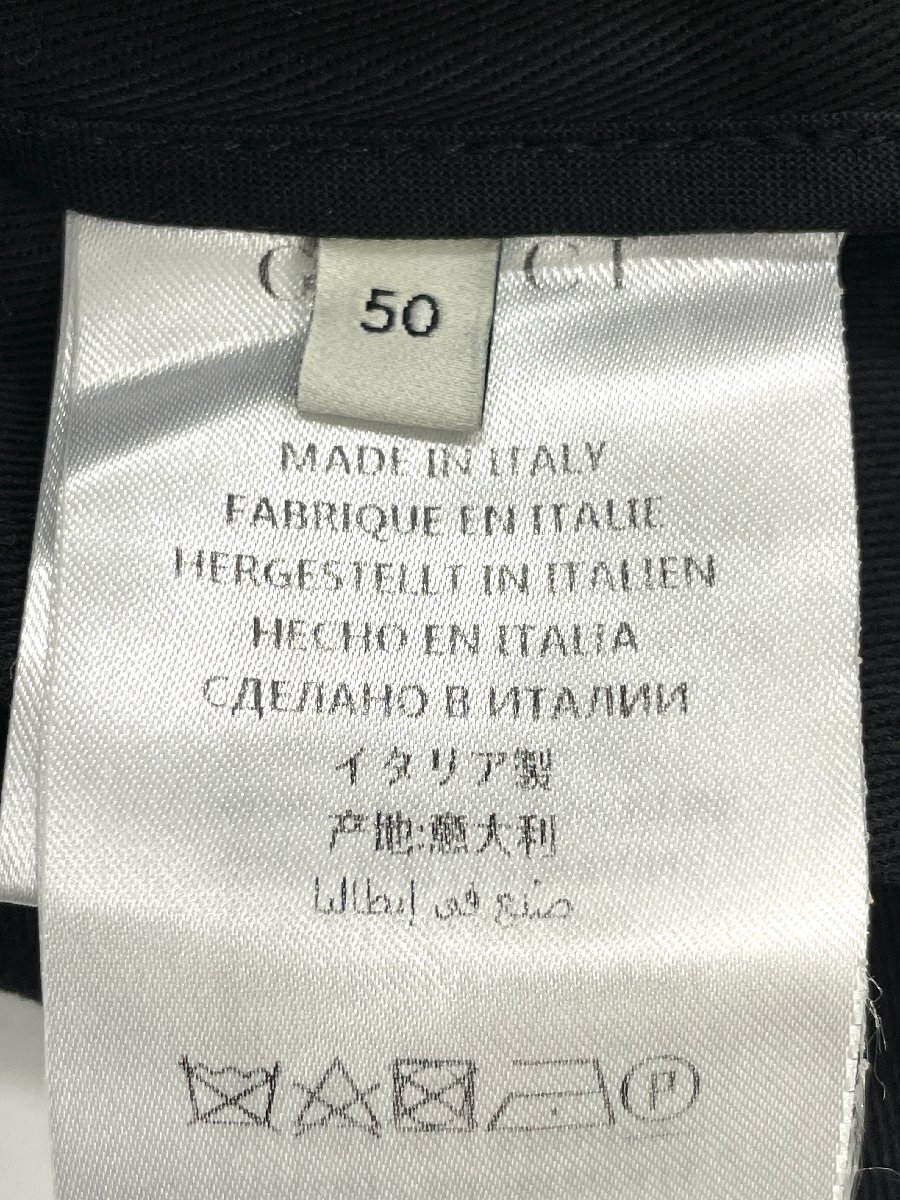 50
MADE IN ITALY
FABRIQUE EN ITALIE
HERGESTELLT IN ITALIEN
HECHO EN ITALIA
СДЕЛАНО В ИТАЛИИ
イタリア製
产地:意大利
صنع في إيطاليا
P